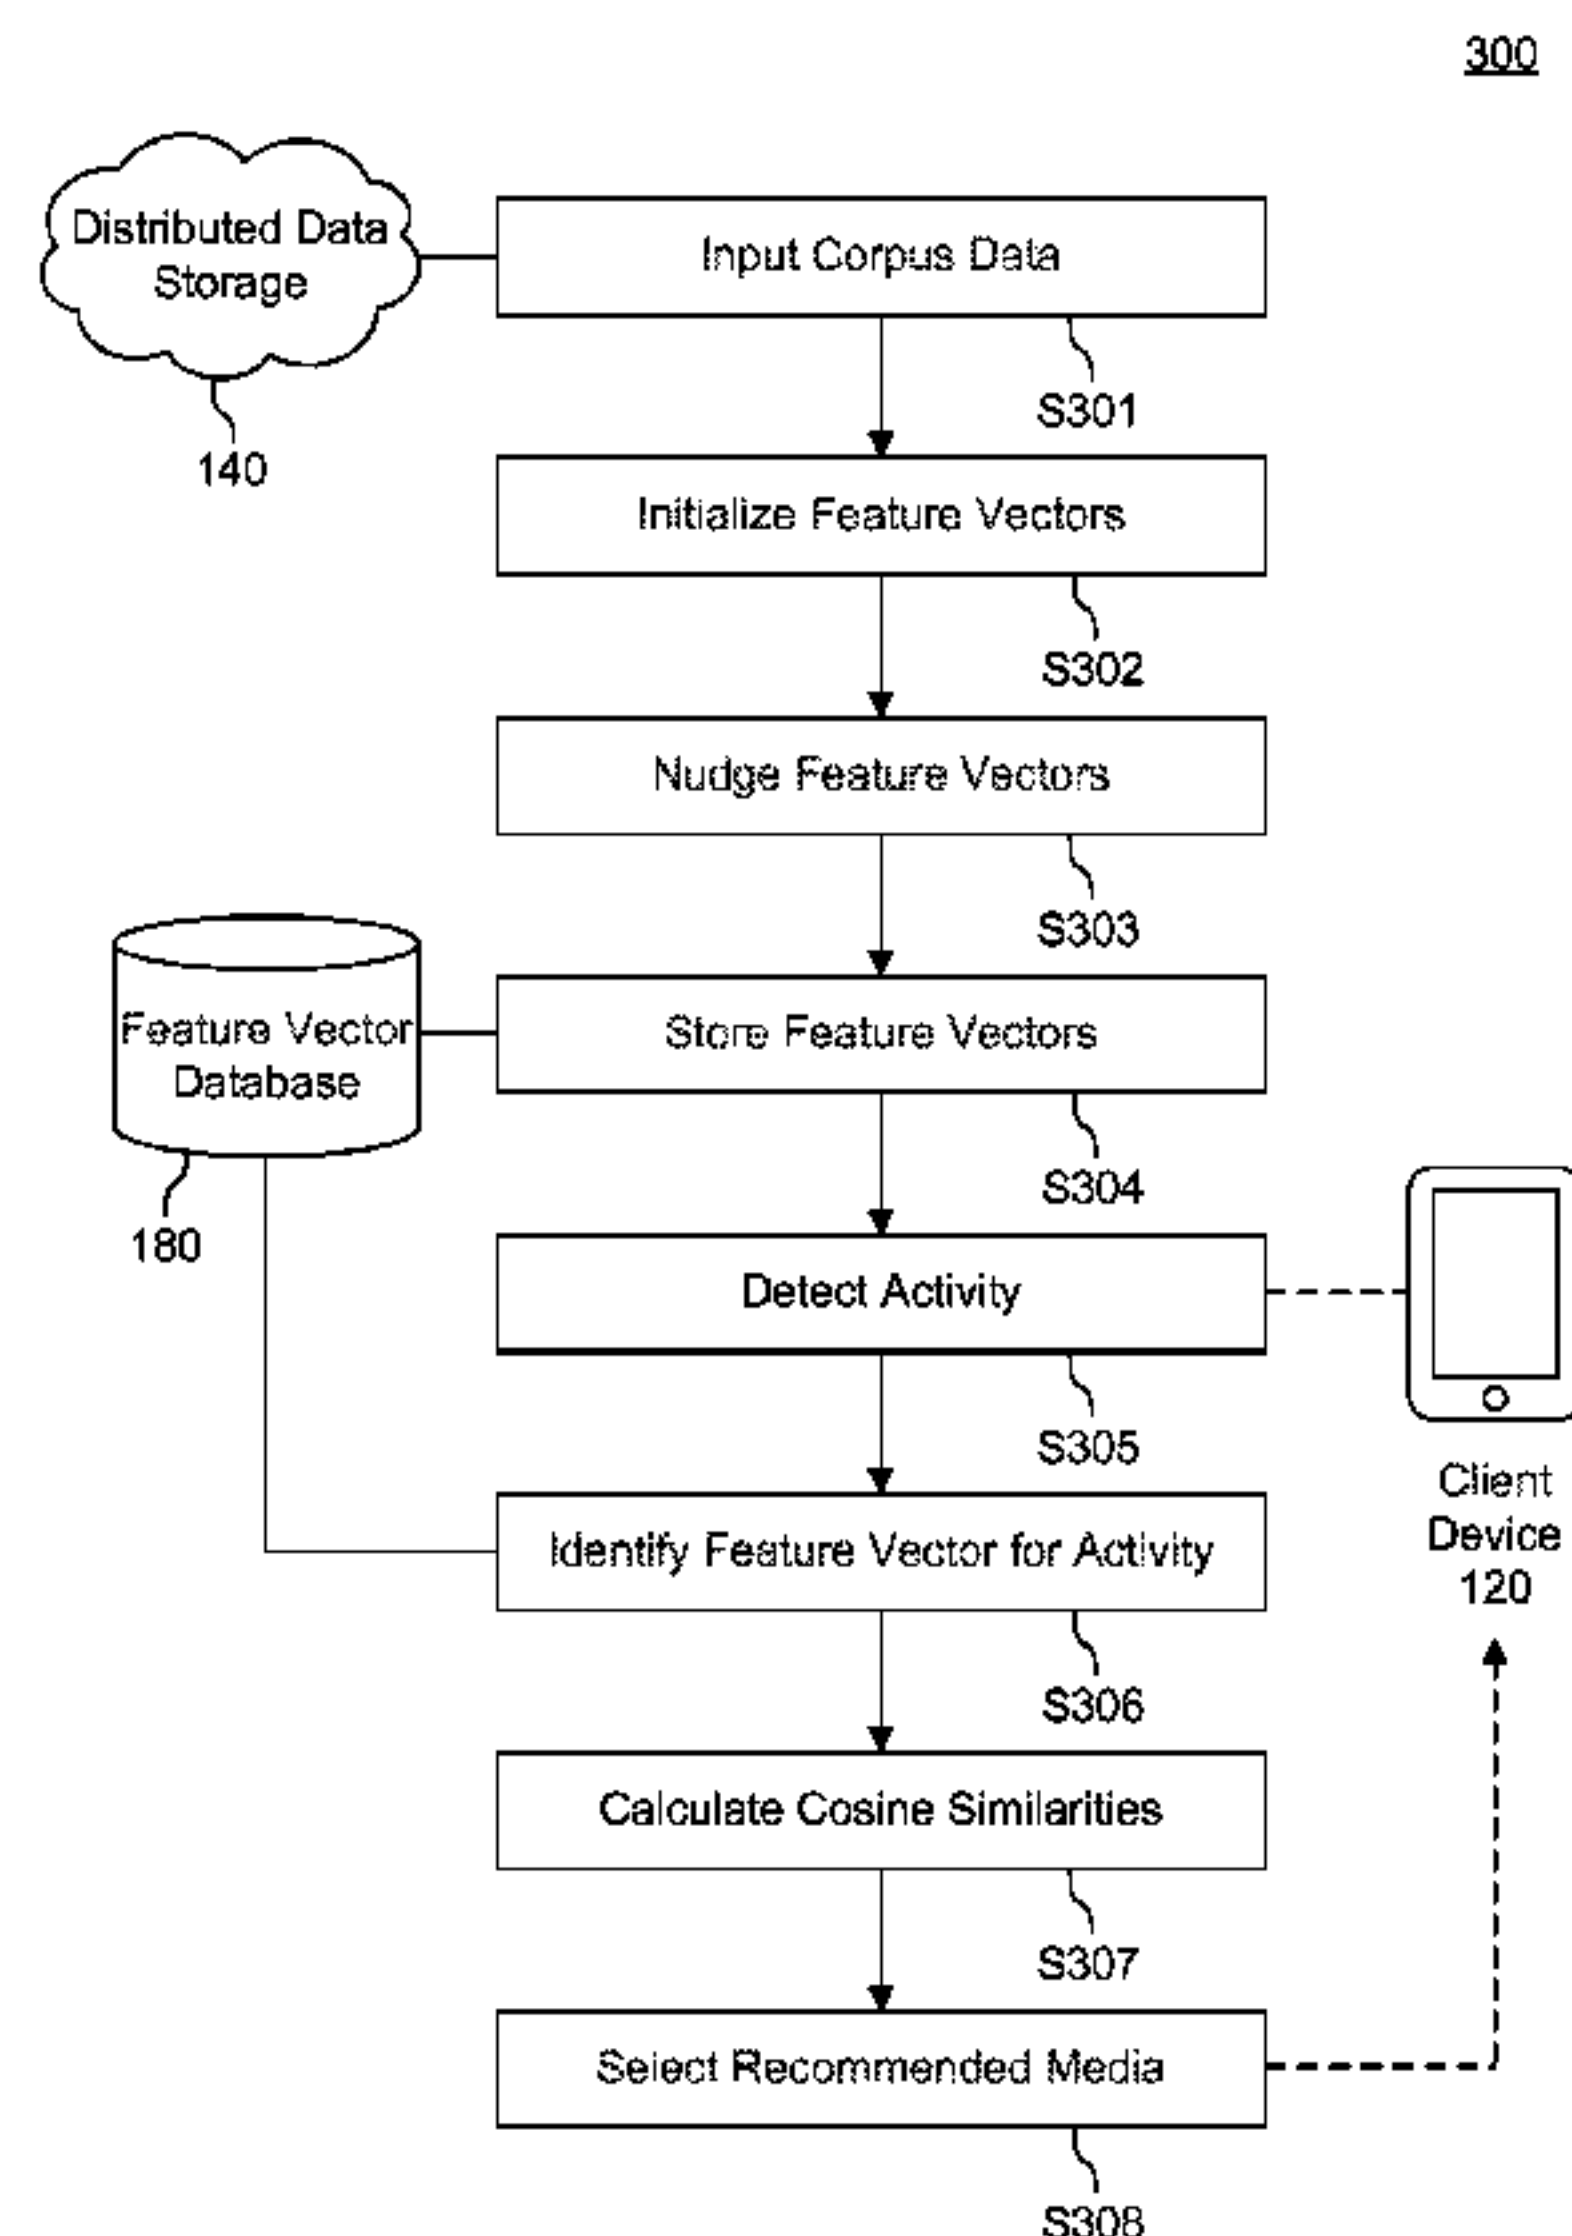 300
Distributed Data
Storage
140
Input Corpus Data
S301
Initialize Feature Vectors
S302
Nudge Feature Vectors
S303
Feature Vector
Database
180
Store Feature Vectors
S304
Detect Activity
S305
Client
Device
120
Identify Feature Vector for Activity
S306
Calculate Cosine Similarities
S307
Select Recommended Media
S308